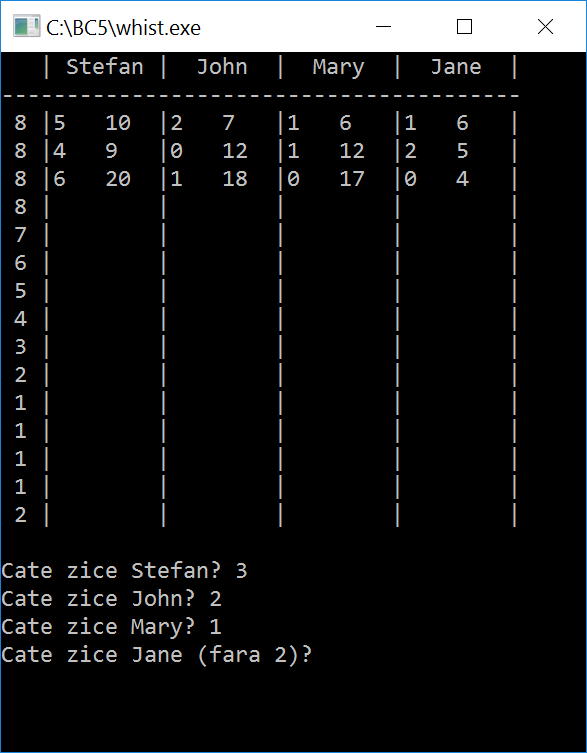 C:\BC5\whist.exe
| Stefan | John | Mary | Jane |
----------------------------------------
8 |5 10 |2 7 |1 6 |1 6 |
8 |4 9 |0 12 |1 12 |2 5 |
8 |6 20 |1 18 |0 17 |0 4 |
8 | | | | |
7 | | | | |
6 | | | | |
5 | | | | |
4 | | | | |
3 | | | | |
2 | | | | |
1 | | | | |
1 | | | | |
1 | | | | |
1 | | | | |
2 | | | | |
Cate zice Stefan? 3
Cate zice John? 2
Cate zice Mary? 1
Cate zice Jane (fara 2)?